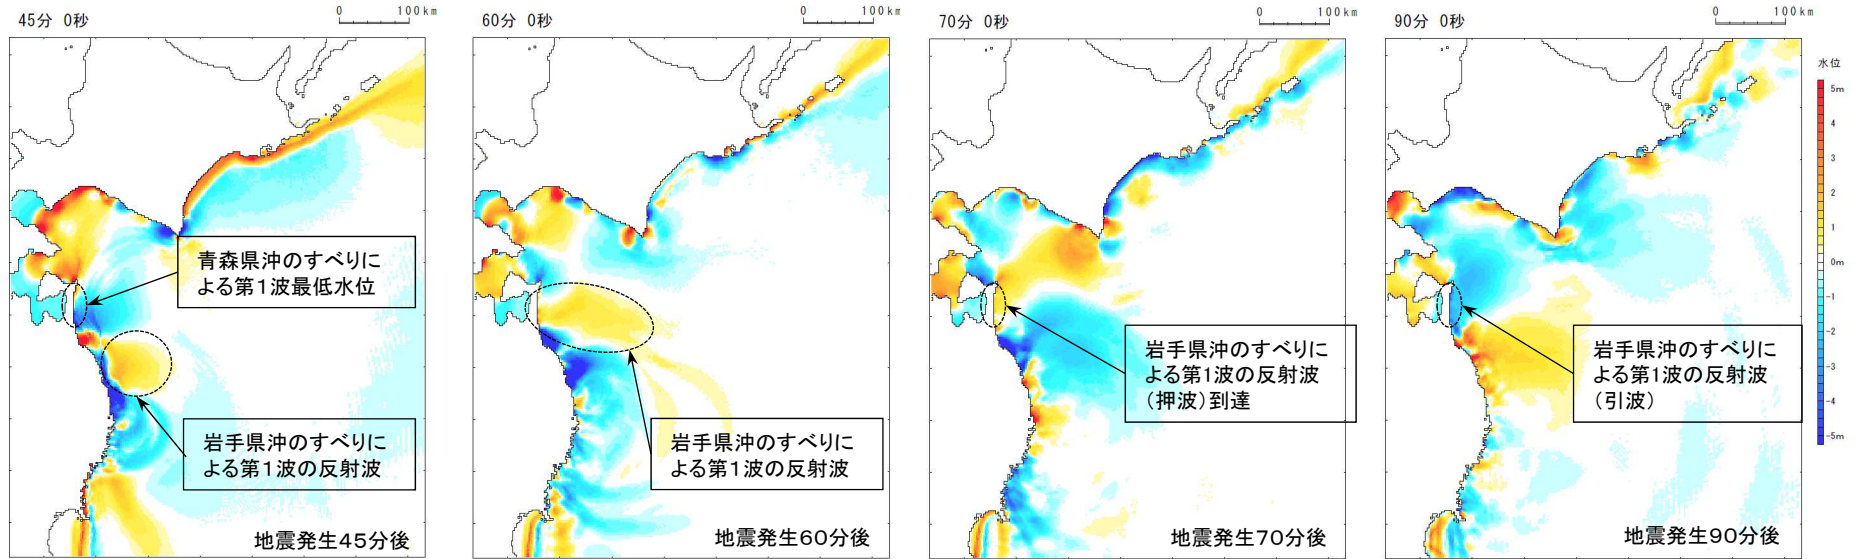 45分 0秒
0 100km
青森県沖のすべりに
よる第1波最低水位
岩手県沖のすべりに
よる第1波の反射波
地震発生45分後
60分 0秒
0 100km
岩手県沖のすべりに
よる第1波の反射波
地震発生60分後
70分 0秒
0 100km
岩手県沖のすべりに
よる第1波の反射波
(押波)到達
地震発生70分後
90分 0秒
0 100km
岩手県沖のすべりに
よる第1波の反射波
(引波)
地震発生90分後
水位
5m
4
3
2
1
0m
-1
-2
-3
-4
-5m